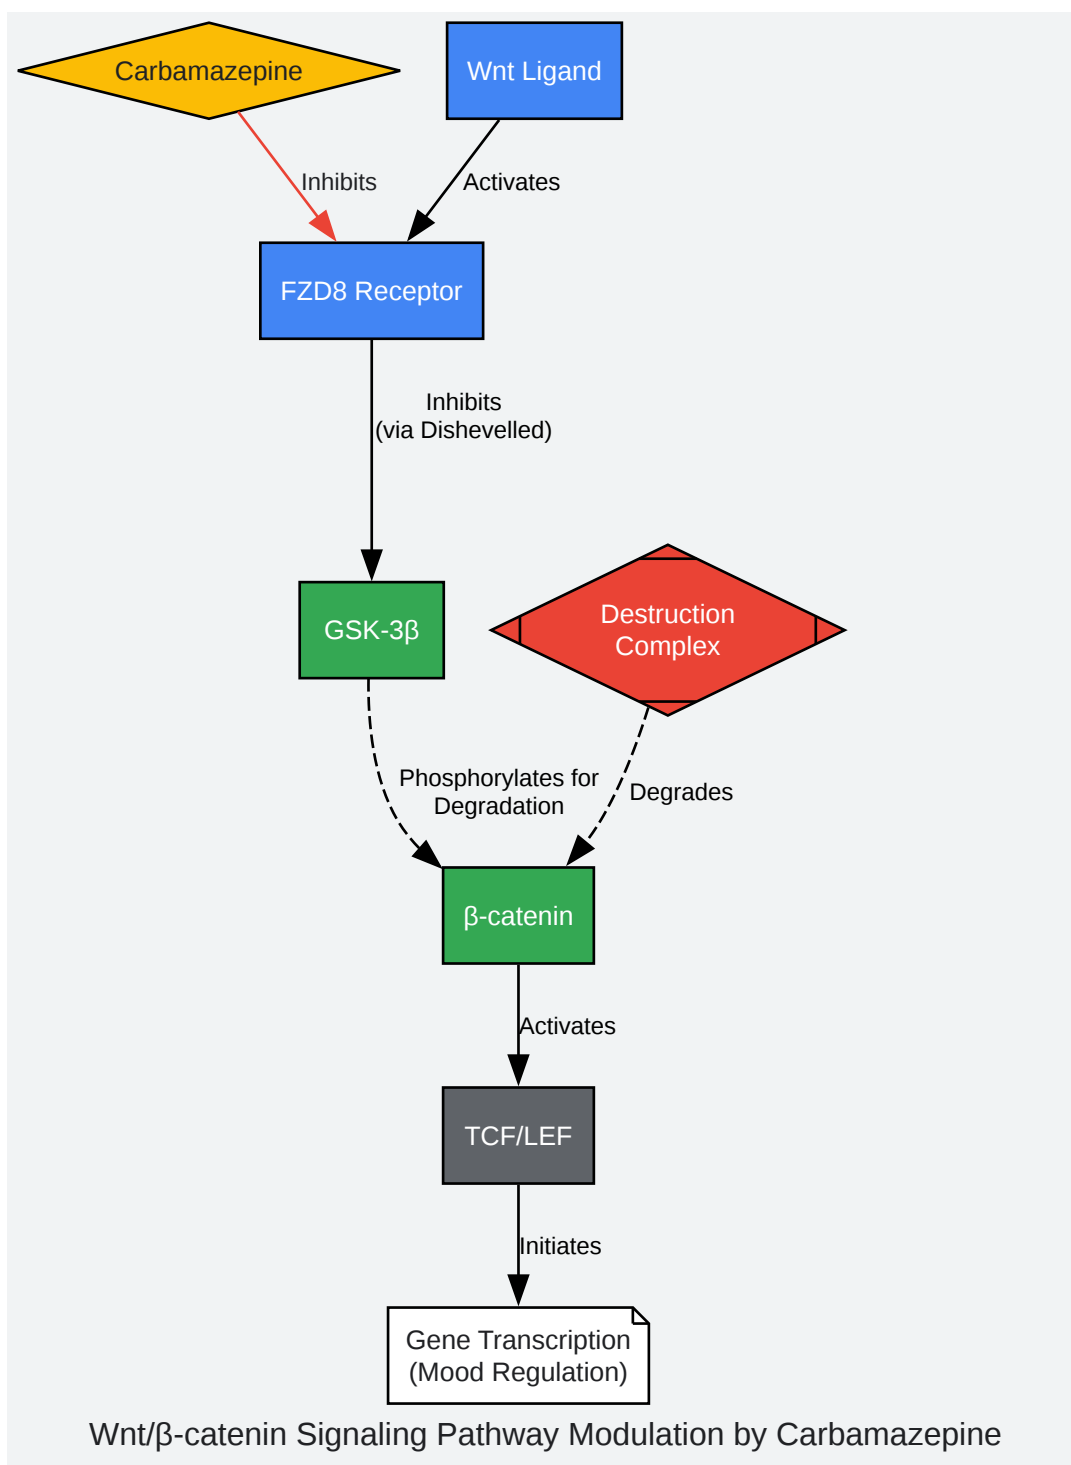 Carbamazepine
Wnt Ligand
Inhibits
Activates
FZD8 Receptor
Inhibits
(via Dishevelled)
GSK-3β
Destruction
Complex
Phosphorylates for
Degradation
Degrades
β-catenin
Activates
TCF/LEF
Initiates
Gene Transcription
(Mood Regulation)
Wnt/β-catenin Signaling Pathway Modulation by Carbamazepine